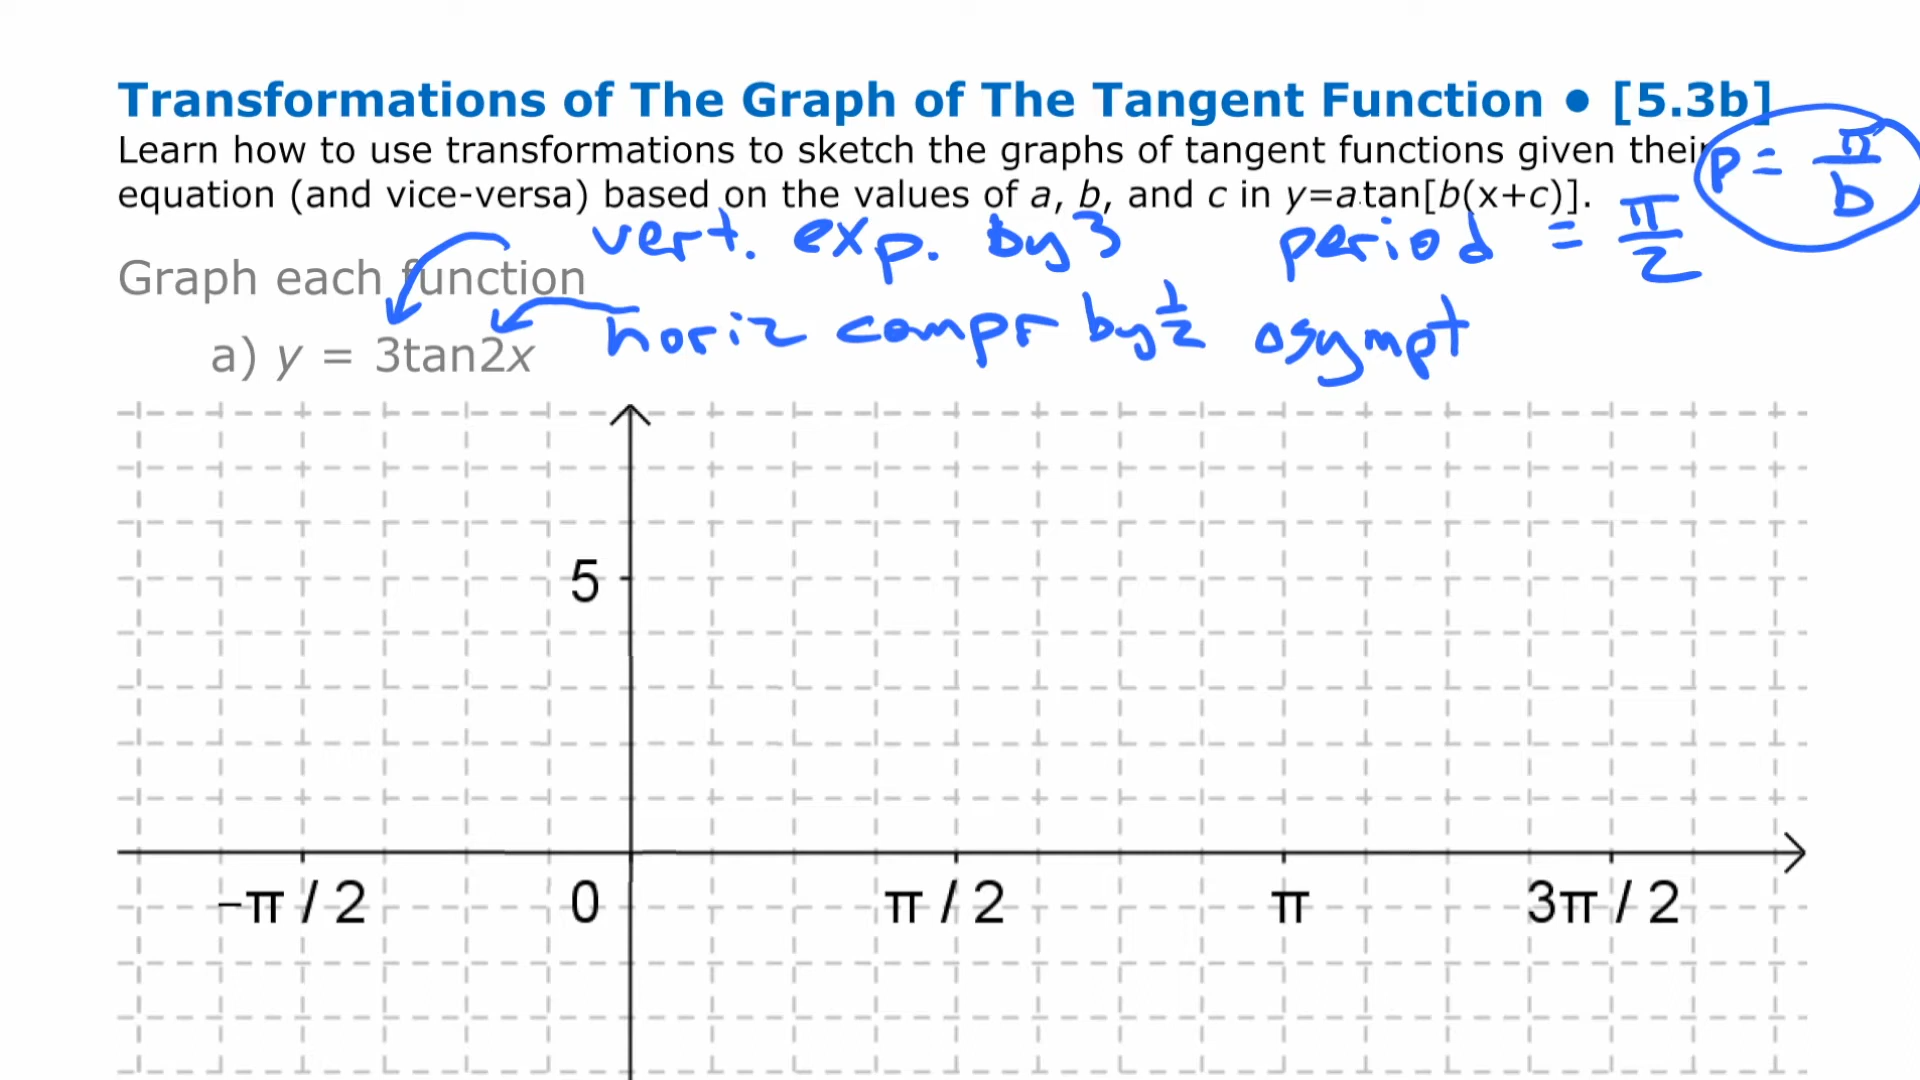 Transformations of The Graph of The Tangent Function • [5.3b]
Learn how to use transformations to sketch the graphs of tangent functions given their
equation (and vice-versa) based on the values of a, b, and c in y=a tan[b(x+c)].
p = π/b
vert. exp. by 3 period = π/2
Graph each function
horiz compr by 1/2 asympt
a) y = 3tan2x
5
−π / 2 0 π / 2 π 3π / 2